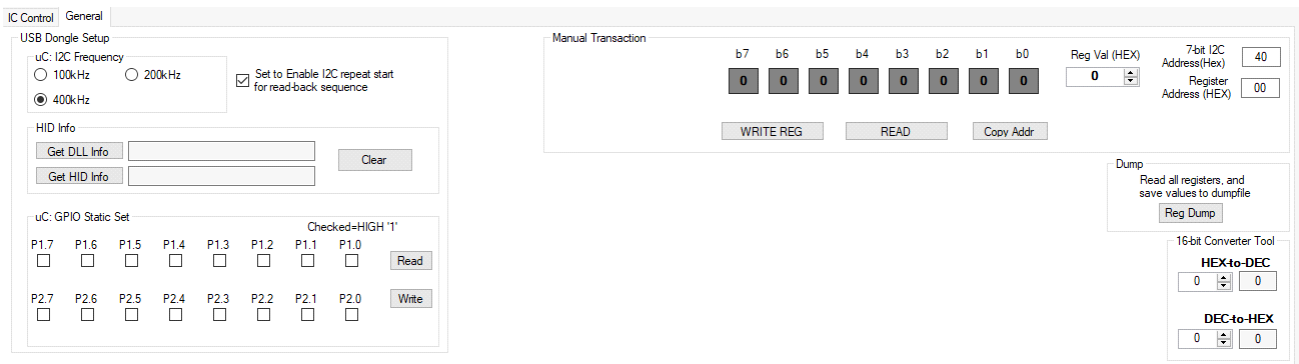 IC Control General
USB Dongle Setup
uC: I2C Frequency
100kHz 200kHz
400kHz
Set to Enable I2C repeat start
for read-back sequence
HID Info
Get DLL Info
Get HID Info
Clear
uC: GPIO Static Set
Checked=HIGH '1'
P1.7 P1.6 P1.5 P1.4 P1.3 P1.2 P1.1 P1.0
Read
P2.7 P2.6 P2.5 P2.4 P2.3 P2.2 P2.1 P2.0
Write
Manual Transaction
b7 b6 b5 b4 b3 b2 b1 b0
0 0 0 0 0 0 0 0
Reg Val (HEX)
0
7-bit I2C
Address(Hex)
40
Register
Address (HEX)
00
WRITE REG READ Copy Addr
Dump
Read all registers, and
save values to dumpfile
Reg Dump
16-bit Converter Tool
HEX-to-DEC
0 0
DEC-to-HEX
0 0